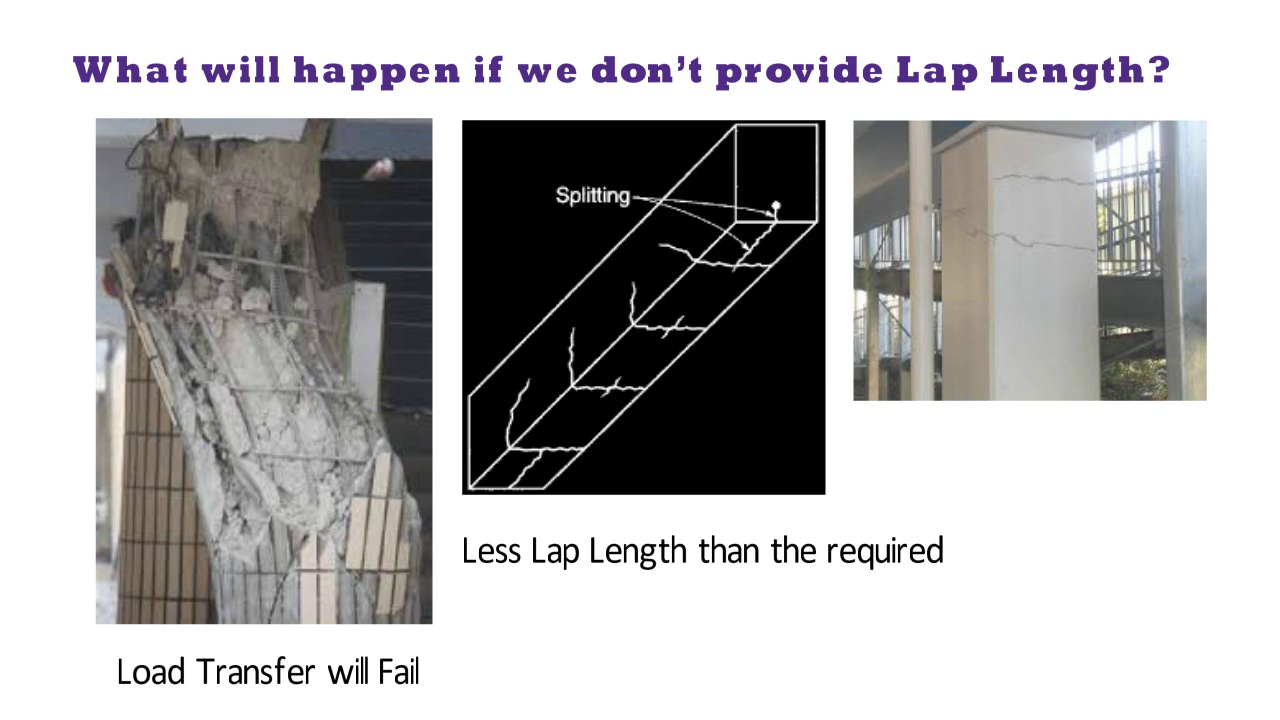 What will happen if we don’t provide Lap Length?
Splitting
Less Lap Length than the required
Load Transfer will Fail